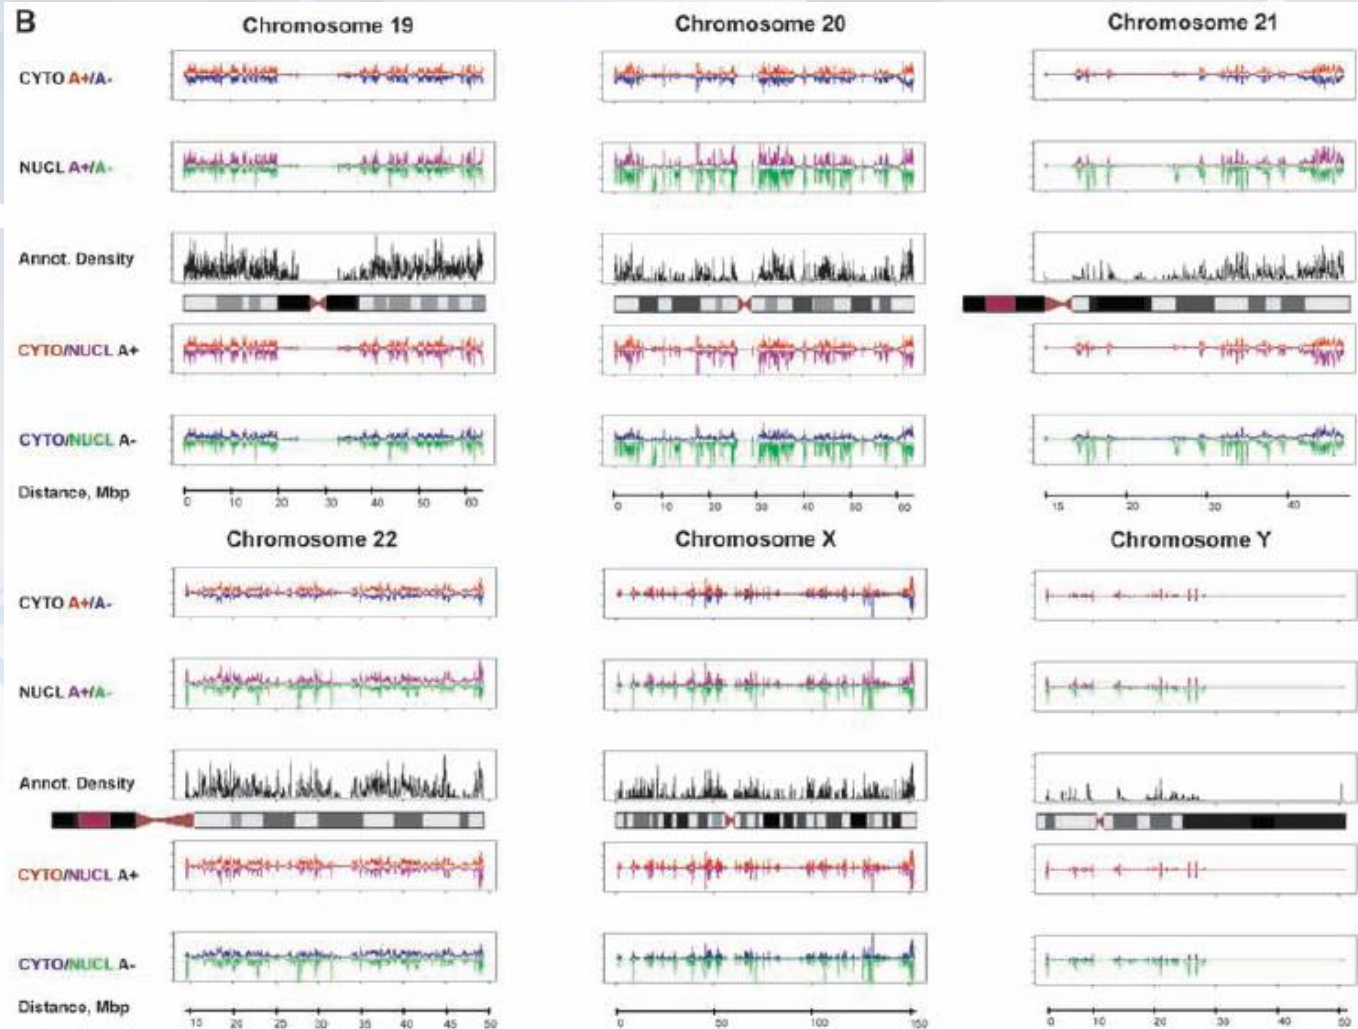 B
Chromosome 19 Chromosome 20 Chromosome 21
CYTO A+/A-
NUCL A+/A-
Annot. Density
CYTO/NUCL A+
CYTO/NUCL A-
Distance, Mbp
0 10 20 30 40 50 60 0 10 20 30 40 50 60 15 20 30 40
Chromosome 22 Chromosome X Chromosome Y
CYTO A+/A-
NUCL A+/A-
Annot. Density
CYTO/NUCL A+
CYTO/NUCL A-
Distance, Mbp
15 20 25 30 35 40 45 50 0 50 100 150 0 10 20 30 40 50